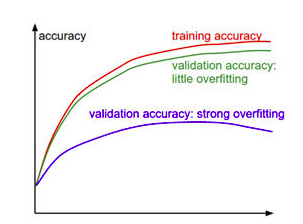 accuracy
training accuracy
validation accuracy:
little overfitting
validation accuracy: strong overfitting